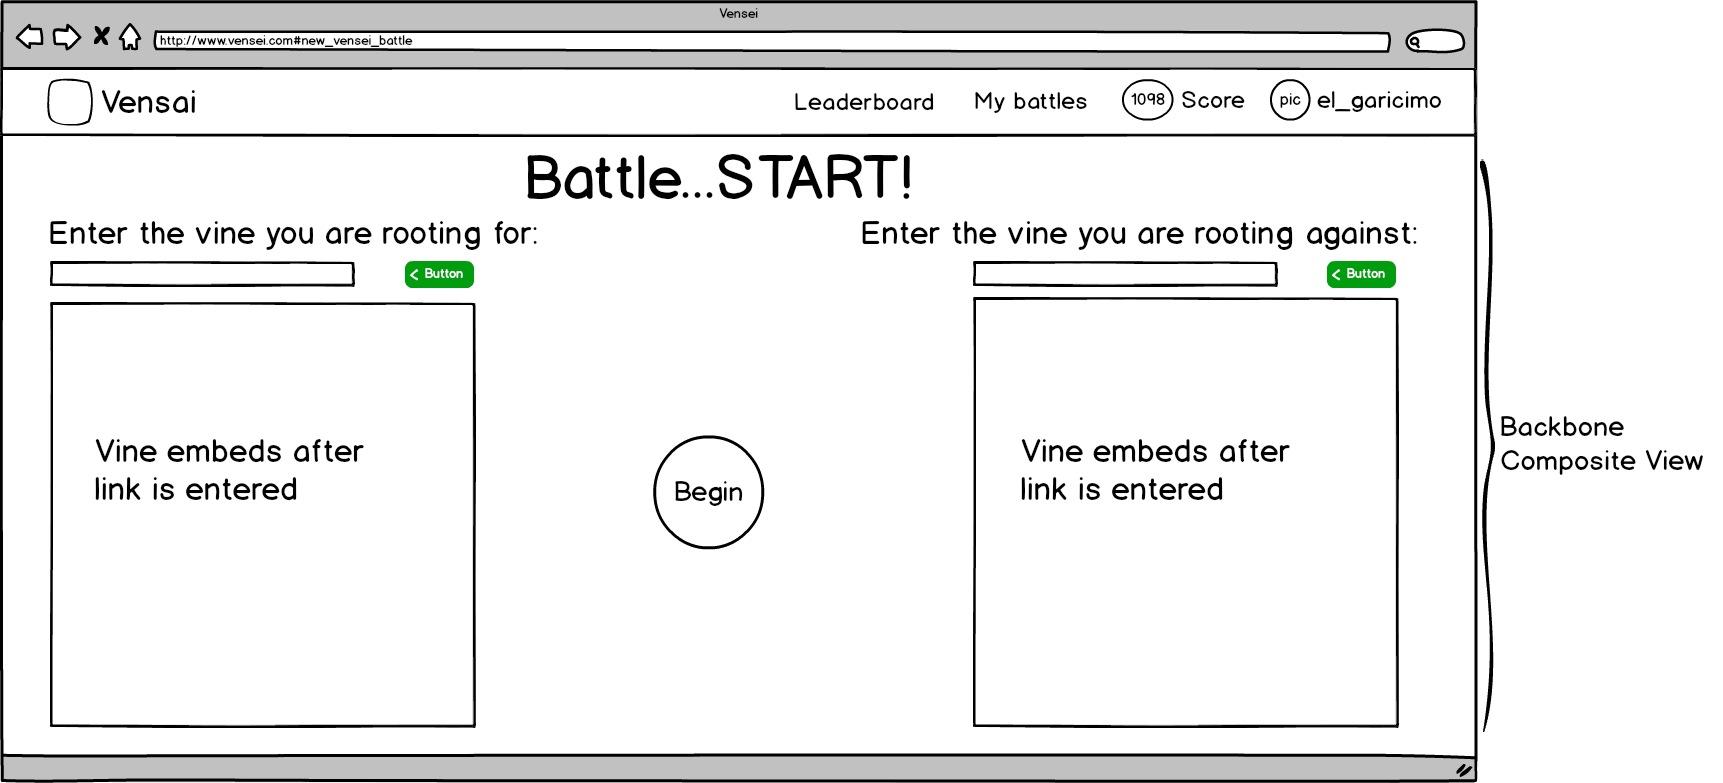 Vensei
http://www.vensei.com#new_vensei_battle
Vensai
Leaderboard
My battles
1098
Score
pic
el_garicimo
Battle...START!
Enter the vine you are rooting for:
Button
Vine embeds after
link is entered
Begin
Enter the vine you are rooting against:
Button
Vine embeds after
link is entered
Backbone
Composite View